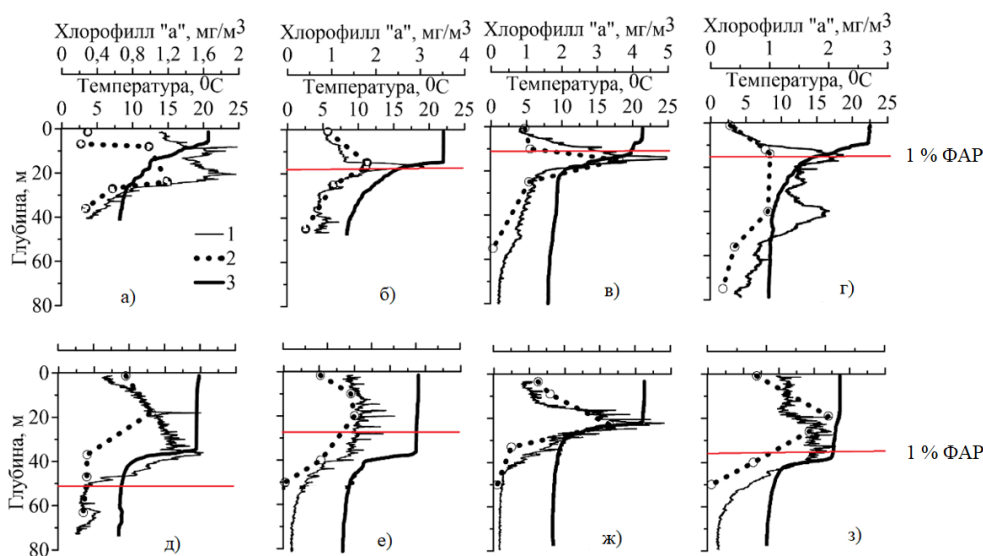 Хлорофилл "а", мг/м3
0 0,4 0,8 1,2 1,6 2
Температура, 0С
0 5 10 15 20 25
Хлорофилл "а", мг/м3
0 1 2 3 4
Температура, 0С
0 5 10 15 20 25
Хлорофилл "а", мг/м3
0 1 2 3 4 5
Температура, 0С
0 5 10 15 20 25
Хлорофилл "а", мг/м3
0 1 2 3
Температура, 0С
0 5 10 15 20 25
Глубина, м
0
20
40
60
80
1
2
3
а)
б)
в)
г)
1 % ФАР
Глубина, м
0
20
40
60
80
д)
е)
ж)
з)
1 % ФАР